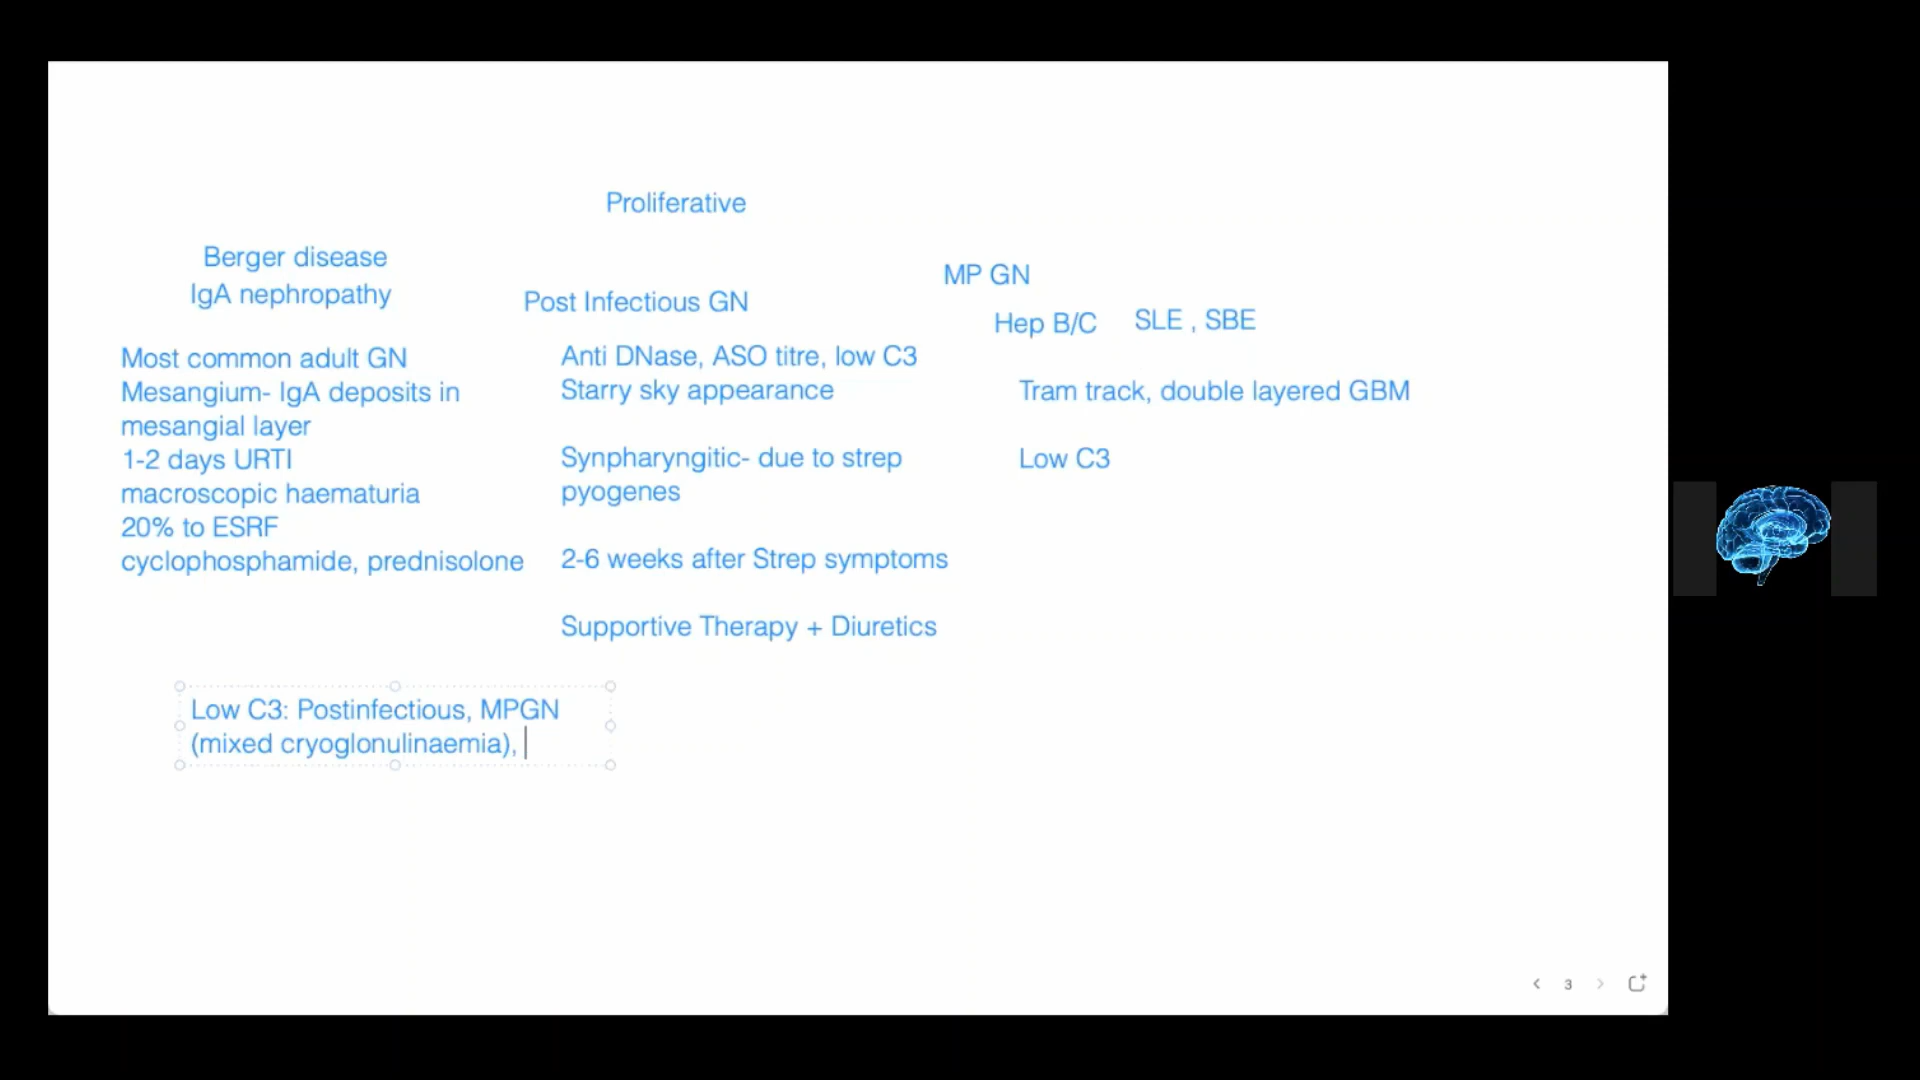 Proliferative
Berger disease
IgA nephropathy
Most common adult GN
Mesangium- IgA deposits in
mesangial layer
1-2 days URTI
macroscopic haematuria
20% to ESRF
cyclophosphamide, prednisolone
Post Infectious GN
Anti DNase, ASO titre, low C3
Starry sky appearance
Synpharyngitic- due to strep
pyogenes
2-6 weeks after Strep symptoms
Supportive Therapy + Diuretics
MP GN
Hep B/C
SLE , SBE
Tram track, double layered GBM
Low C3
Low C3: Postinfectious, MPGN
(mixed cryoglonulinaemia),
3